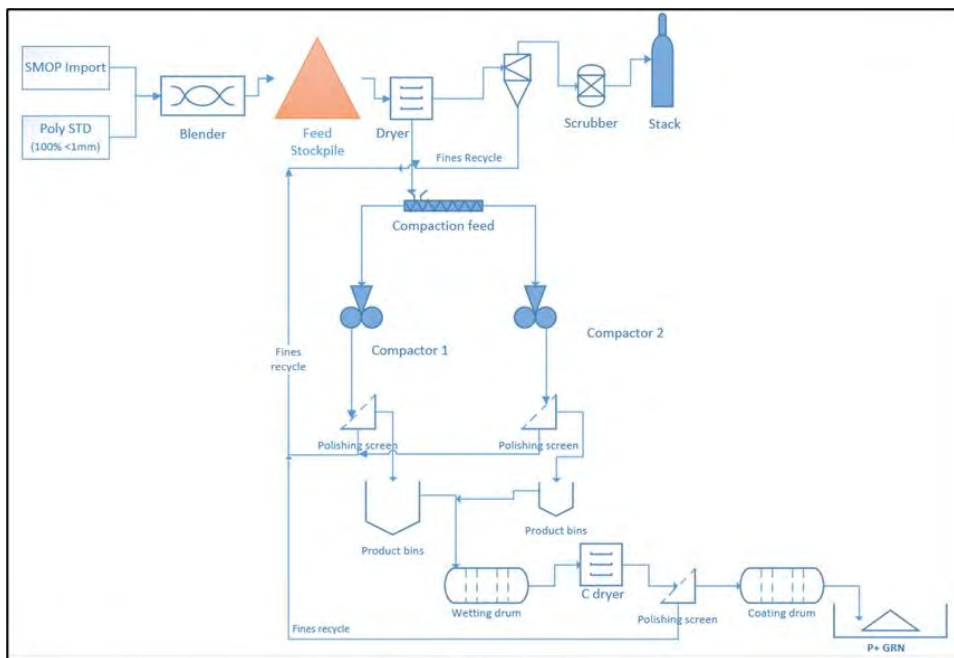 SMOP Import
Poly STD
(100% <1mm)
Blender
Feed
Stockpile
Dryer
Scrubber
Stack
Fines Recycle
Compaction feed
Compactor 1
Compactor 2
Fines
recycle
Polishing screen
Polishing screen
Product bins
Product bins
Wetting drum
C dryer
Polishing screen
Coating drum
Fines recycle
P+ GRN